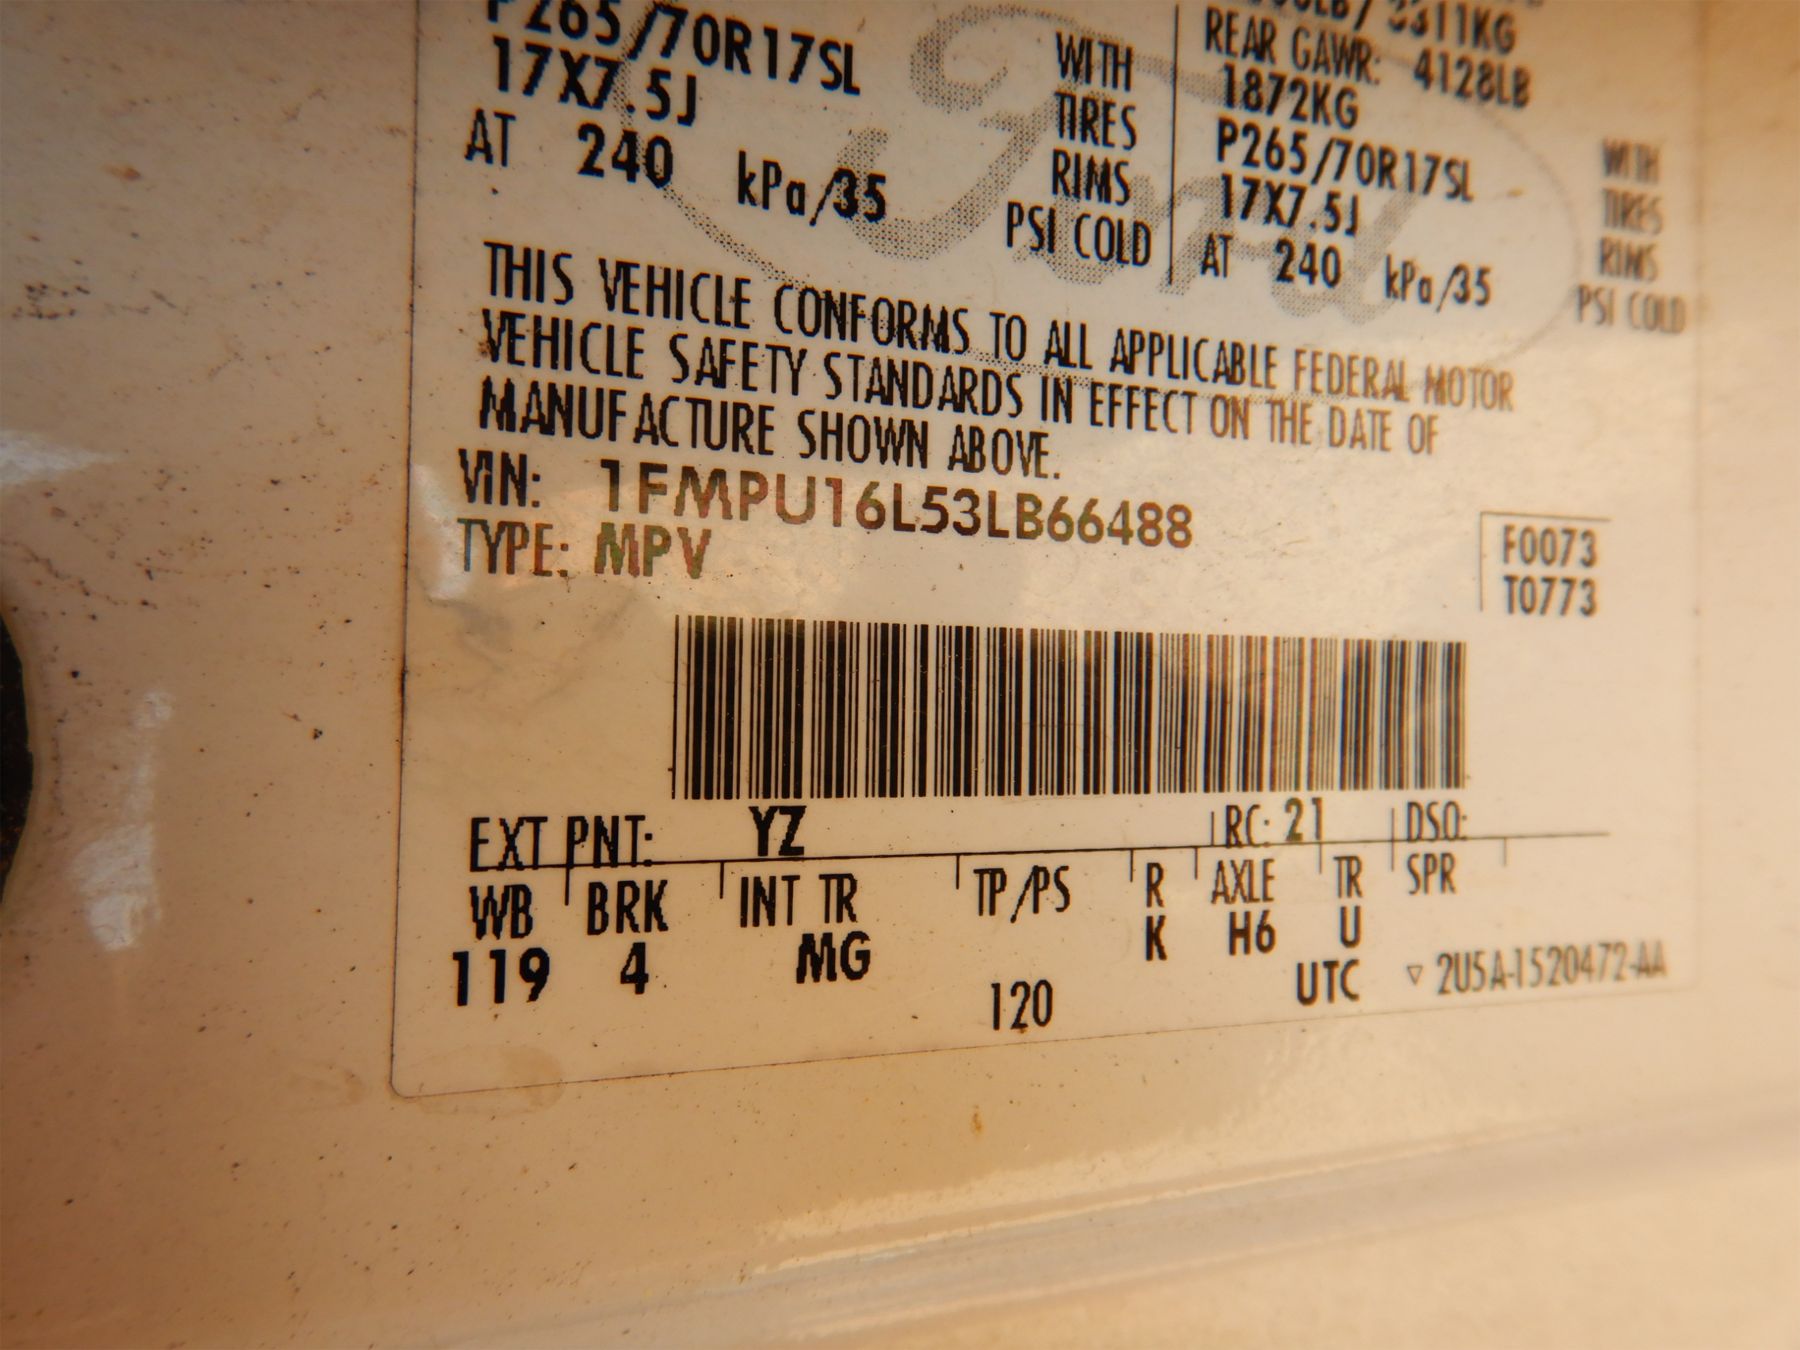 P265/70R17SL
17X7.5J
AT 240 kPa/35
WITH
TIRES
RIMS
PSI COLD
3311KG
REAR GAWR: 4128LB
1872KG
P265/70R17SL
17X7.5J
AT 240 kPa/35
WITH
TIRES
RIMS
PSI COLD
Ford
THIS VEHICLE CONFORMS TO ALL APPLICABLE FEDERAL MOTOR
VEHICLE SAFETY STANDARDS IN EFFECT ON THE DATE OF
MANUFACTURE SHOWN ABOVE.
VIN: 1FMPU16L53LB66488
TYPE: MPV
F0073
T0773
EXT PNT: YZ RC: 21 DSO:
WB BRK INT TR TP/PS R AXLE TR SPR
119 4 MG 120 K H6 U
UTC ▽ 2U5A-1520472-AA